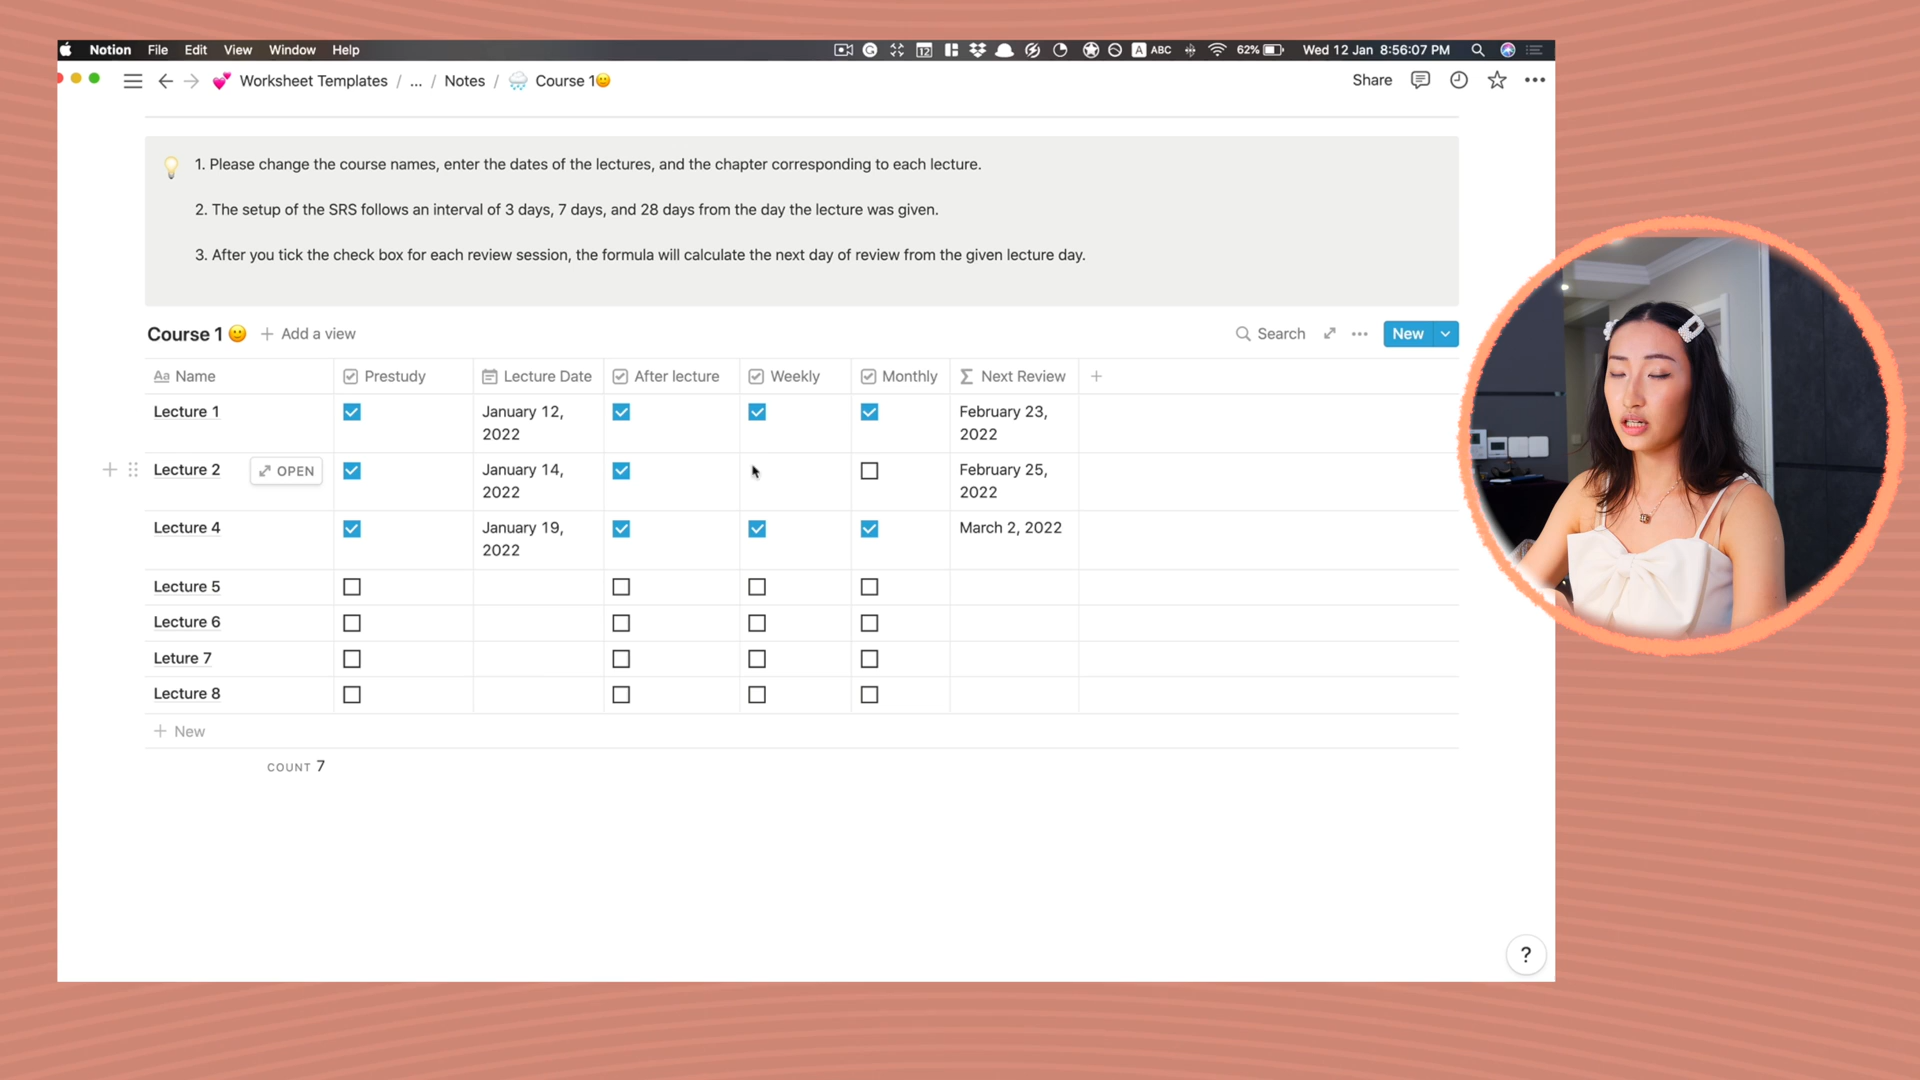 Notion File Edit View Window Help 12 A ABC 62% Wed 12 Jan 8:56:07 PM
Worksheet Templates / ... / Notes / Course 1 Share
1. Please change the course names, enter the dates of the lectures, and the chapter corresponding to each lecture.
2. The setup of the SRS follows an interval of 3 days, 7 days, and 28 days from the day the lecture was given.
3. After you tick the check box for each review session, the formula will calculate the next day of review from the given lecture day.
Course 1 + Add a view Search New
Aa Name Prestudy Lecture Date After lecture Weekly Monthly Σ Next Review +
Lecture 1 January 12, February 23,
2022 2022
Lecture 2 OPEN January 14, February 25,
2022 2022
Lecture 4 January 19, March 2, 2022
2022
Lecture 5
Lecture 6
Leture 7
Lecture 8
+ New
COUNT 7
?